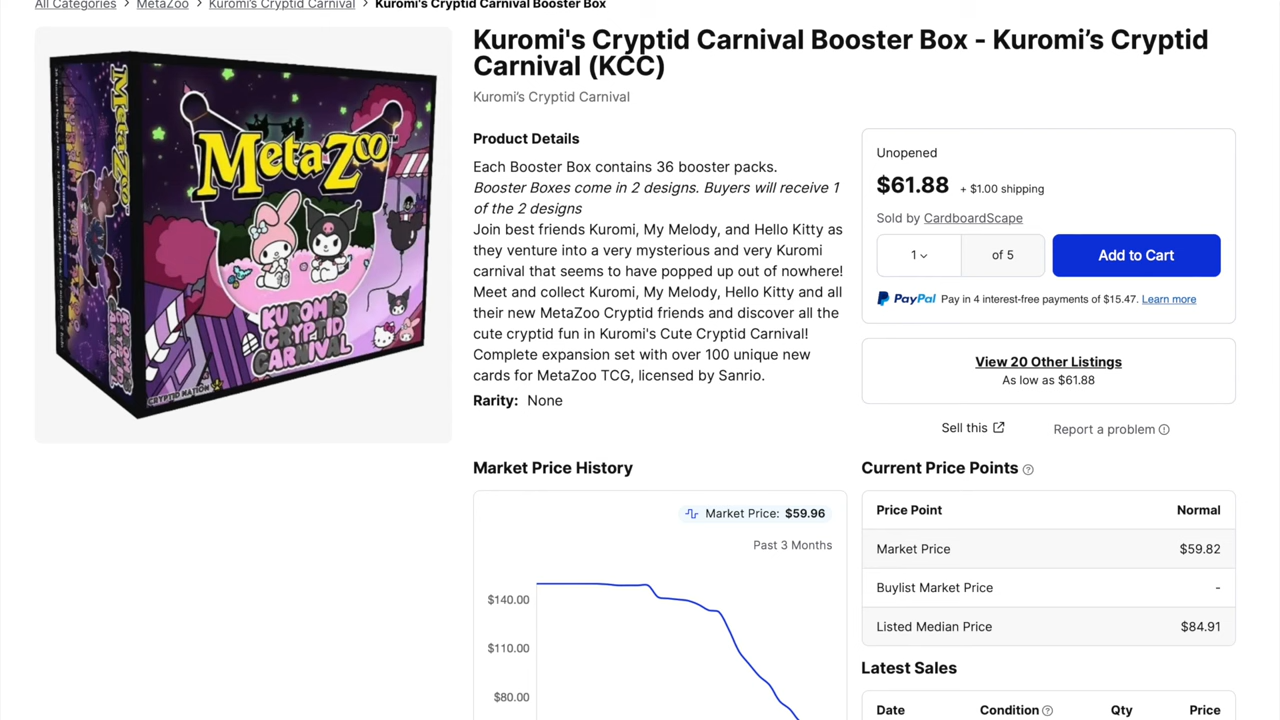 All Categories > MetaZoo > Kuromi's Cryptid Carnival > Kuromi's Cryptid Carnival Booster Box
Kuromi's Cryptid Carnival Booster Box - Kuromi’s Cryptid
Carnival (KCC)
Kuromi’s Cryptid Carnival
MetaZoo
MetaZoo™
KUROMI'S
CRYPTID
CARNIVAL
CRYPTID NATION
Product Details
Each Booster Box contains 36 booster packs.
Booster Boxes come in 2 designs. Buyers will receive 1
of the 2 designs
Join best friends Kuromi, My Melody, and Hello Kitty as
they venture into a very mysterious and very Kuromi
carnival that seems to have popped up out of nowhere!
Meet and collect Kuromi, My Melody, Hello Kitty and all
their new MetaZoo Cryptid friends and discover all the
cute cryptid fun in Kuromi's Cute Cryptid Carnival!
Complete expansion set with over 100 unique new
cards for MetaZoo TCG, licensed by Sanrio.
Rarity: None
Unopened
$61.88 + $1.00 shipping
Sold by CardboardScape
1 of 5 Add to Cart
PayPal Pay in 4 interest-free payments of $15.47. Learn more
View 20 Other Listings
As low as $61.88
Sell this Report a problem
Market Price History
Market Price: $59.96
Past 3 Months
$140.00
$110.00
$80.00
Current Price Points
Price Point Normal
Market Price $59.82
Buylist Market Price -
Listed Median Price $84.91
Latest Sales
Date Condition Qty Price